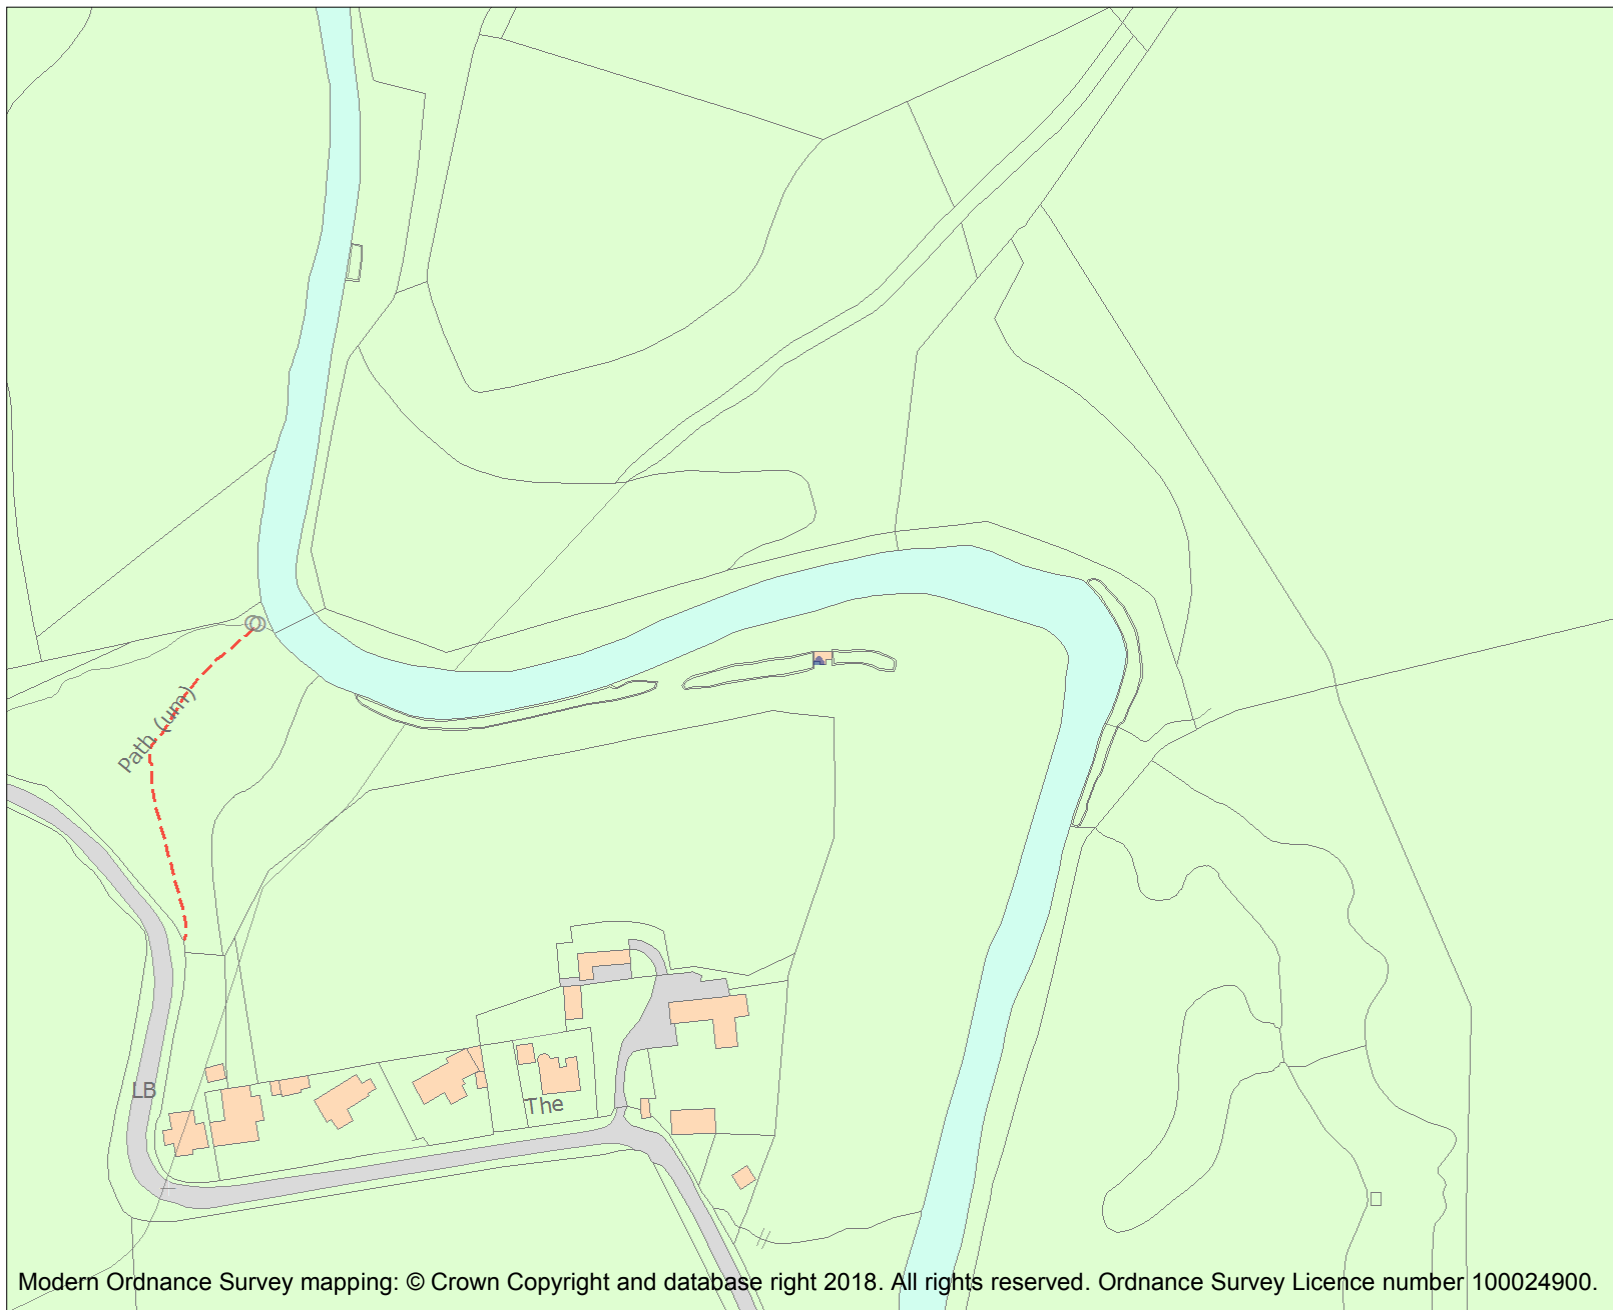 Path (um)
LB
The
Modern Ordnance Survey mapping: © Crown Copyright and database right 2018. All rights reserved. Ordnance Survey Licence number 100024900.